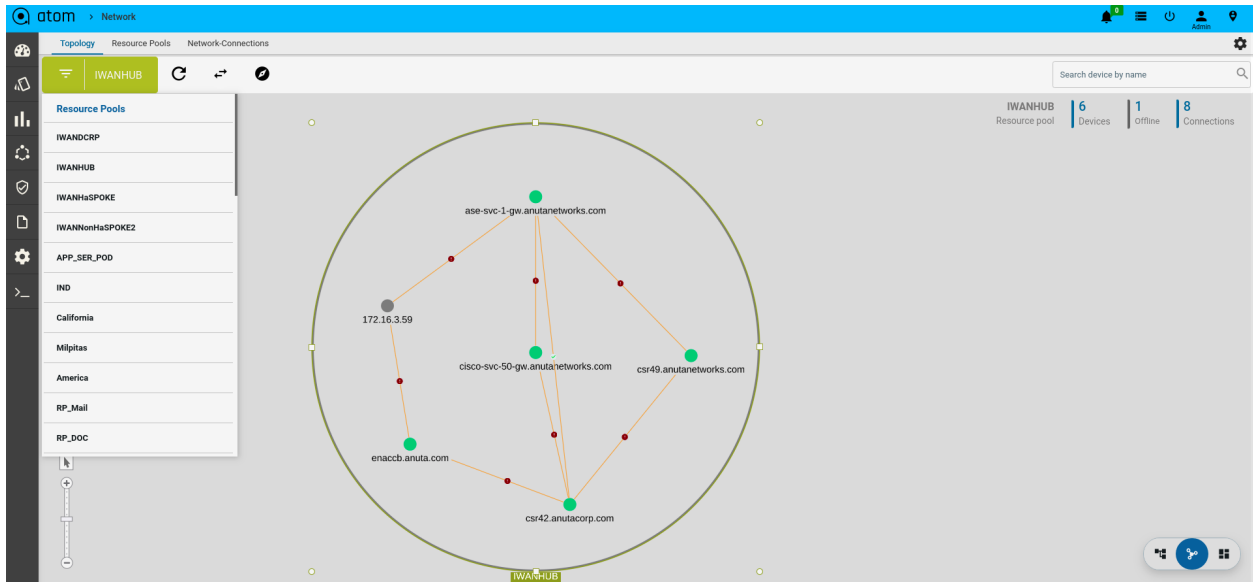 atom > Network
0
Admin
Topology Resource Pools Network-Connections
IWANHUB
Search device by name
Resource Pools
IWANDCRP
IWANHUB
IWANHaSPOKE
IWANNonHaSPOKE2
APP_SER_POD
IND
California
Milpitas
America
RP_Mail
RP_DOC
IWANHUB
Resource pool
6
Devices
1
Offline
8
Connections
ase-svc-1-gw.anutanetworks.com
172.16.3.59
cisco-svc-50-gw.anutanetworks.com
csr49.anutanetworks.com
enaccb.anuta.com
csr42.anutacorp.com
IWANHUB